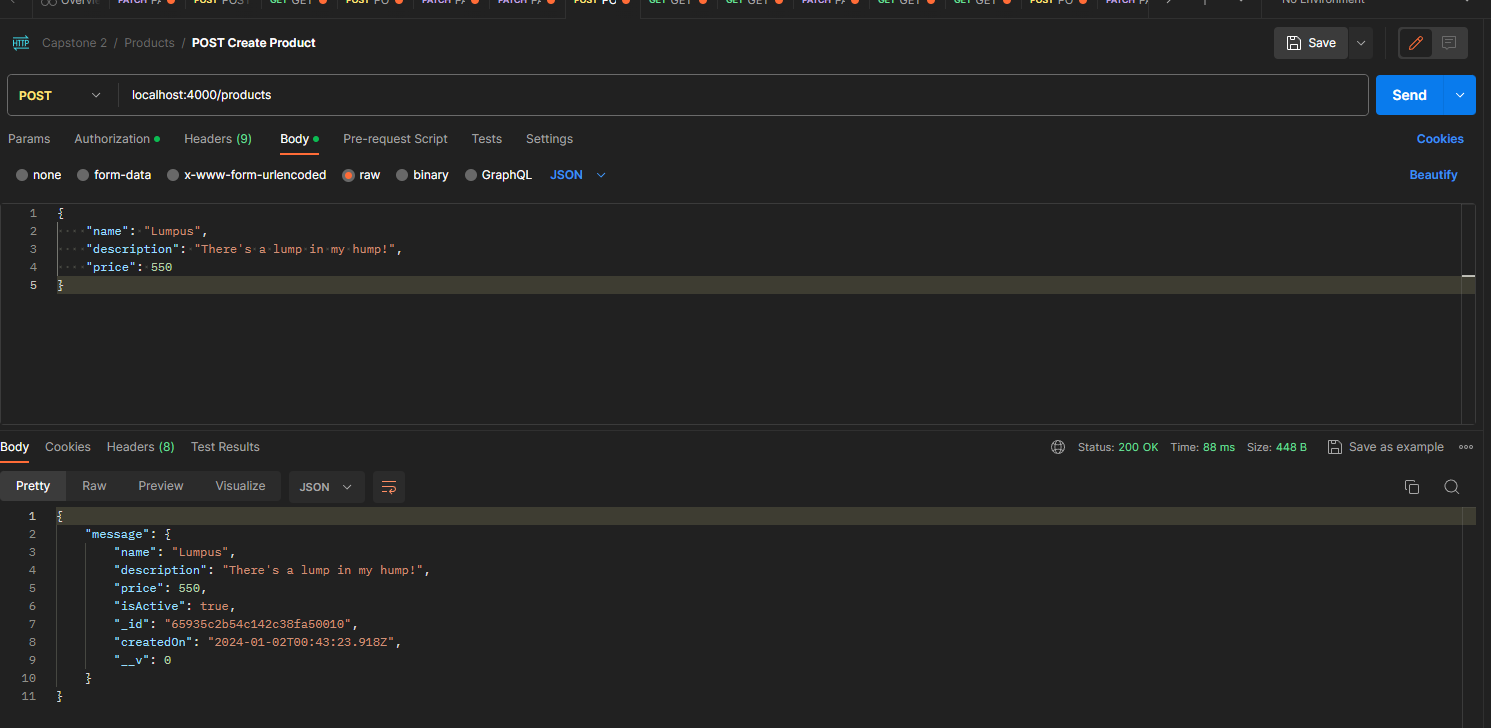 Overvi PATCH PA POST POST GET GET POST PO PATCH PA PATCH PA POST PO GET GET GET GET PATCH PA GET GET GET GET POST PO PATCH PA No Environment
HTTP Capstone 2 / Products / POST Create Product Save
POST localhost:4000/products Send
Params Authorization Headers (9) Body Pre-request Script Tests Settings Cookies
none form-data x-www-form-urlencoded raw binary GraphQL JSON Beautify
1 {
2 "name": "Lumpus",
3 "description": "There's a lump in my hump!",
4 "price": 550
5 }
Body Cookies Headers (8) Test Results Status: 200 OK Time: 88 ms Size: 448 B Save as example
Pretty Raw Preview Visualize JSON
1 {
2 "message": {
3 "name": "Lumpus",
4 "description": "There's a lump in my hump!",
5 "price": 550,
6 "isActive": true,
7 "_id": "65935c2b54c142c38fa50010",
8 "createdOn": "2024-01-02T00:43:23.918Z",
9 "__v": 0
10 }
11 }